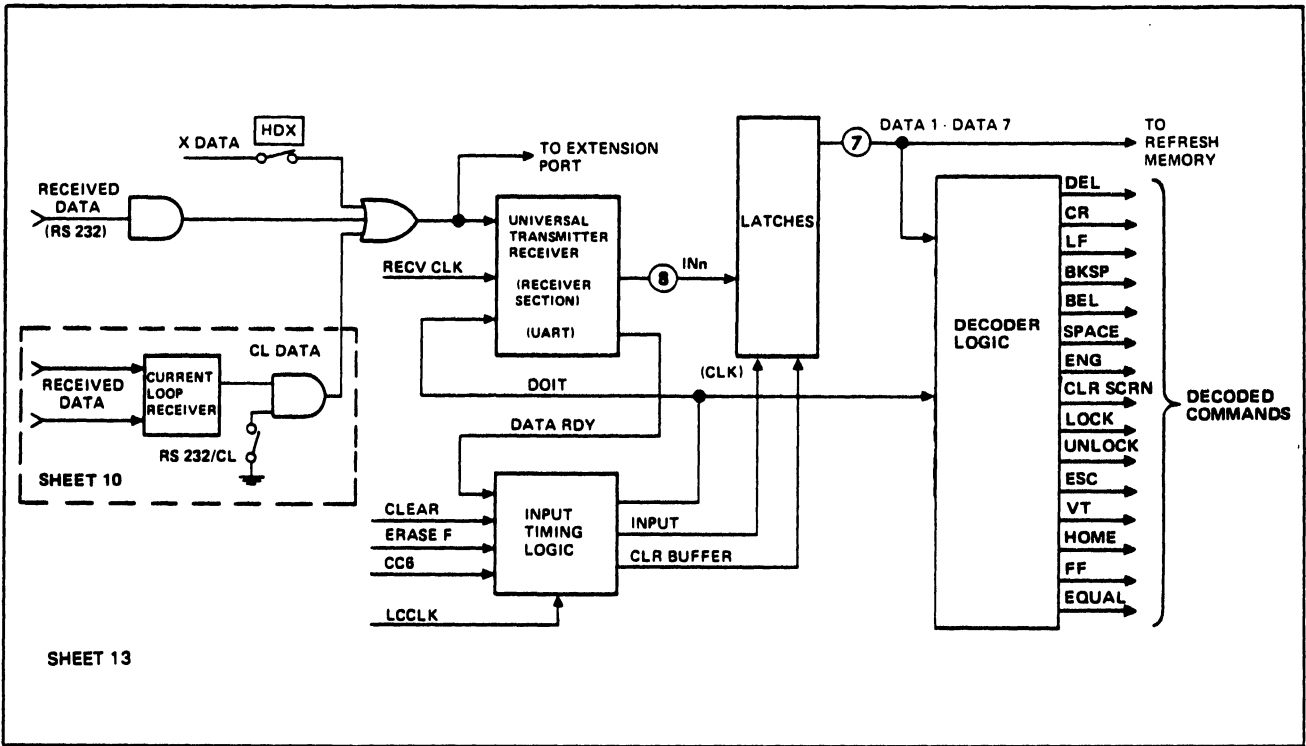 X DATA
HDX
RECEIVED
DATA
(RS 232)
TO EXTENSION
PORT
RECV CLK
UNIVERSAL
TRANSMITTER
RECEIVER
(RECEIVER
SECTION)
(UART)
8
INn
LATCHES
7
DATA 1 - DATA 7
TO
REFRESH
MEMORY
RECEIVED
DATA
CURRENT
LOOP
RECEIVER
CL DATA
RS 232/CL
SHEET 10
DOIT
(CLK)
DATA RDY
CLEAR
ERASE F
CC6
LCCLK
INPUT
TIMING
LOGIC
INPUT
CLR BUFFER
DECODER
LOGIC
DEL
CR
LF
BKSP
BEL
SPACE
ENG
CLR SCRN
LOCK
UNLOCK
ESC
VT
HOME
FF
EQUAL
DECODED
COMMANDS
SHEET 13